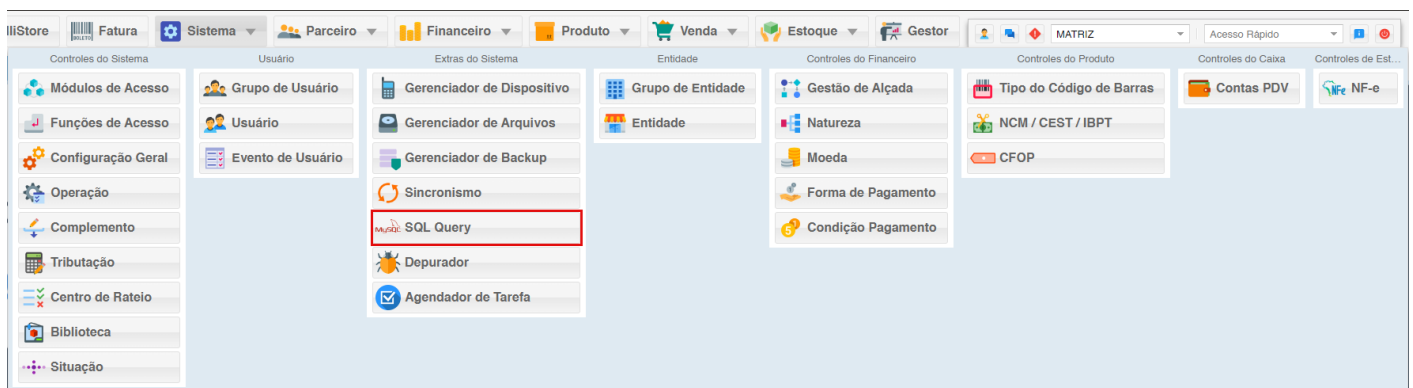 lliStore Fatura Sistema Parceiro Financeiro Produto Venda Estoque Gestor MATRIZ Acesso Rápido
Controles do Sistema
Módulos de Acesso
Funções de Acesso
Configuração Geral
Operação
Complemento
Tributação
Centro de Rateio
Biblioteca
Situação
Usuário
Grupo de Usuário
Usuário
Evento de Usuário
Extras do Sistema
Gerenciador de Dispositivo
Gerenciador de Arquivos
Gerenciador de Backup
Sincronismo
MySQL SQL Query
Depurador
Agendador de Tarefa
Entidade
Grupo de Entidade
Entidade
Controles do Financeiro
Gestão de Alçada
Natureza
Moeda
Forma de Pagamento
Condição Pagamento
Controles do Produto
Tipo do Código de Barras
NCM / CEST / IBPT
CFOP
Controles do Caixa
Contas PDV
Controles de Est...
NFe NF-e